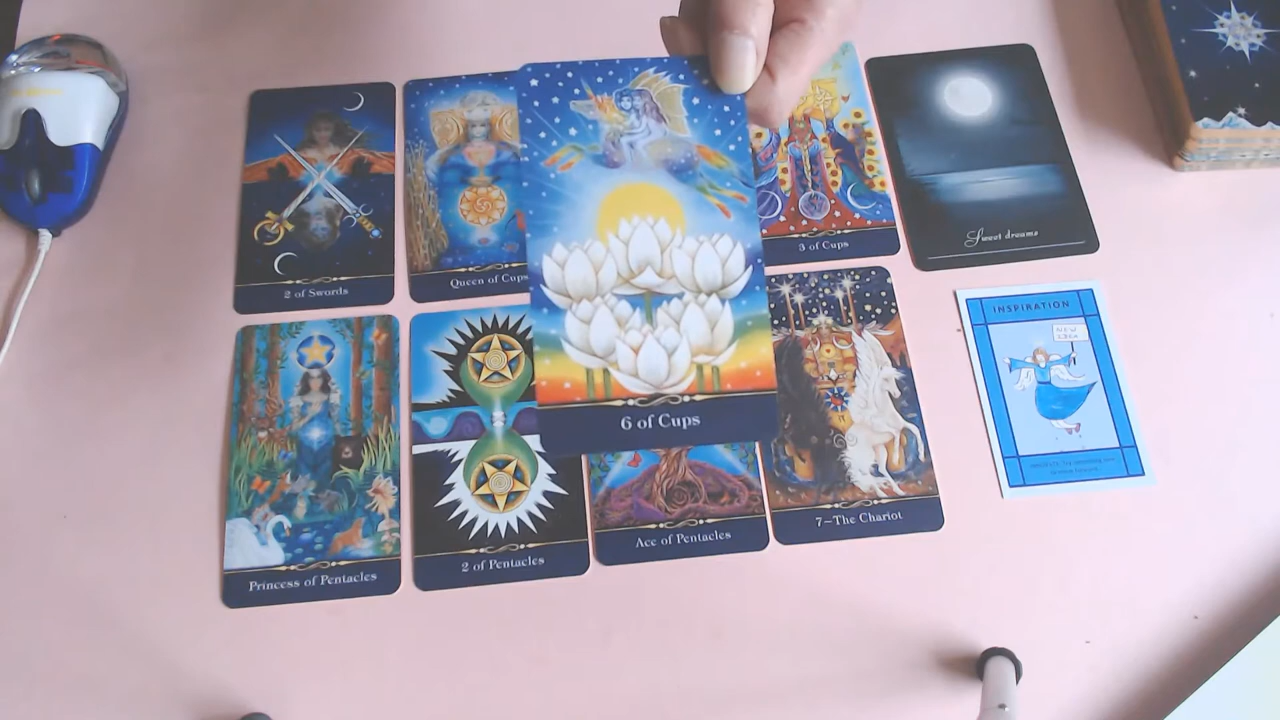 2 of Swords
Queen of Cups
6 of Cups
3 of Cups
Sweet dreams
INSPIRATION
NEW
Princess of Pentacles
2 of Pentacles
Ace of Pentacles
7~The Chariot